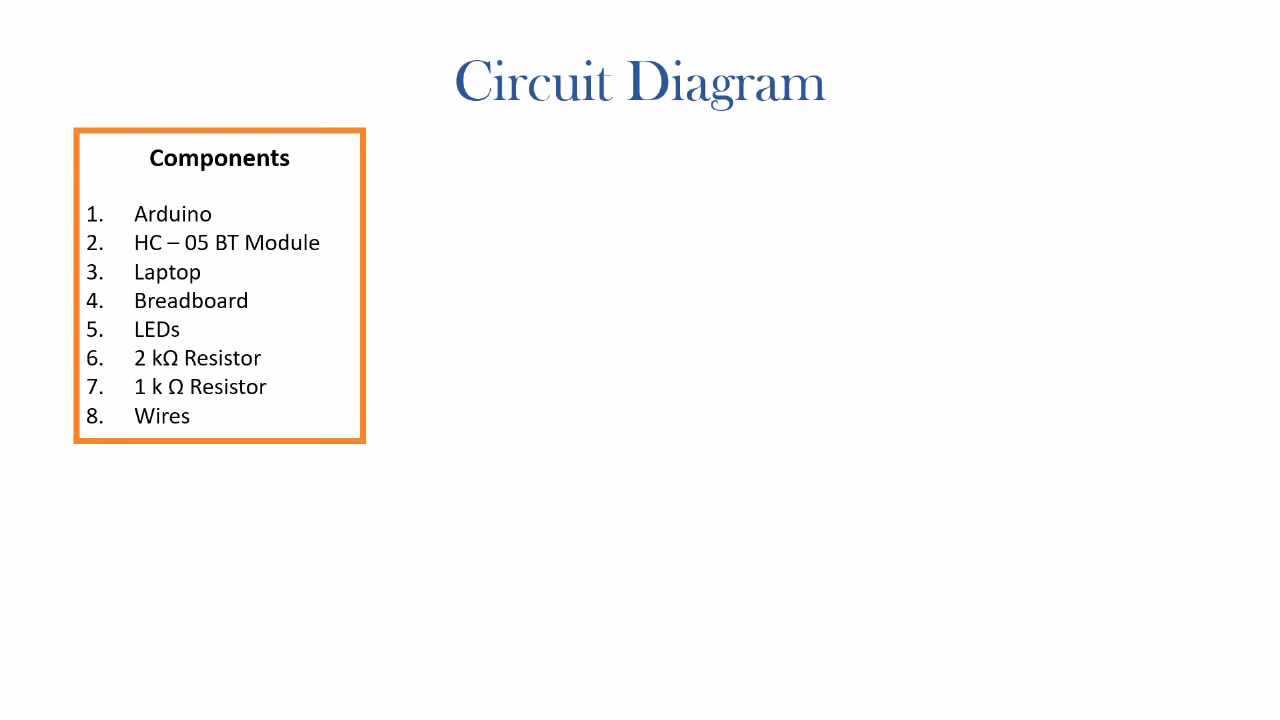 Circuit Diagram
Components
1. Arduino
2. HC – 05 BT Module
3. Laptop
4. Breadboard
5. LEDs
6. 2 kΩ Resistor
7. 1 k Ω Resistor
8. Wires